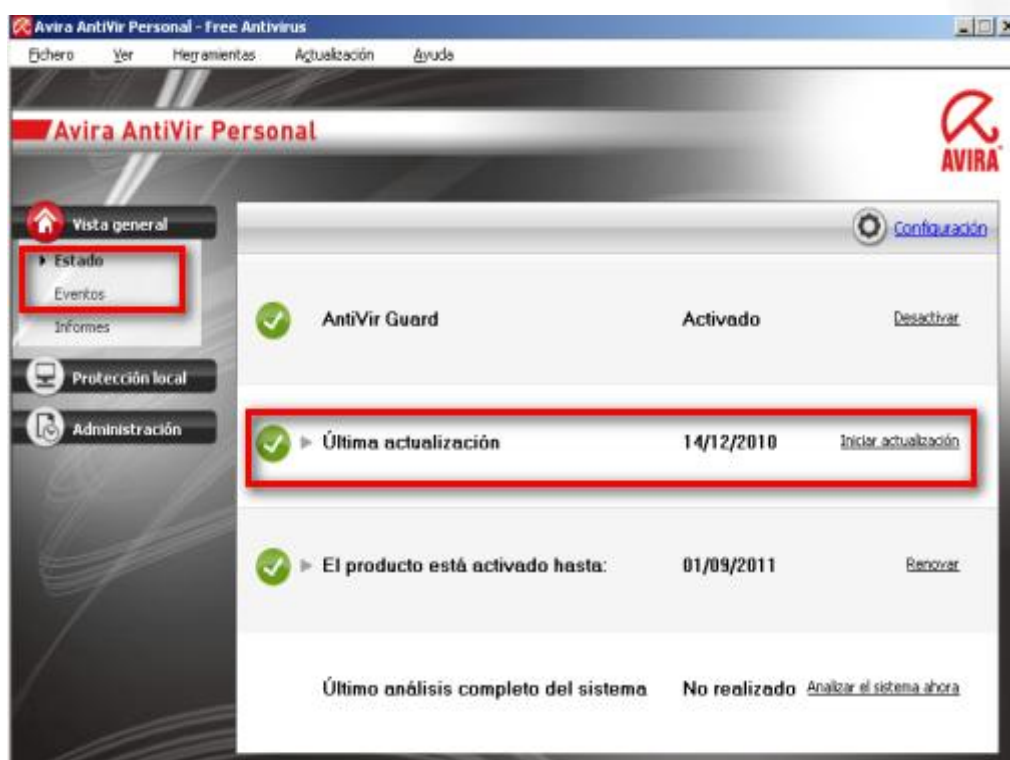 Avira AntiVir Personal - Free Antivirus
Fichero Ver Herramientas Actualización Ayuda
Avira AntiVir Personal
AVIRA
Vista general
Configuración
Estado
Eventos
Informes
AntiVir Guard Activado Desactivar
Protección local
Administración
Última actualización 14/12/2010 Iniciar actualización
El producto está activado hasta: 01/09/2011 Renovar
Último análisis completo del sistema No realizado Analizar el sistema ahora